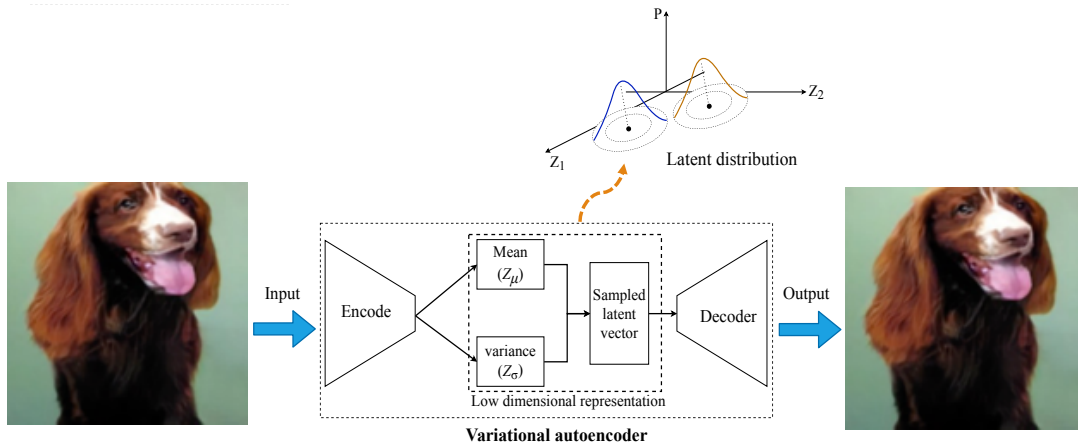 P
Z2
Z1
Latent distribution
Input
Encode
Mean
(Zμ)
variance
(Zσ)
Sampled
latent
vector
Decoder
Output
Low dimensional representation
Variational autoencoder